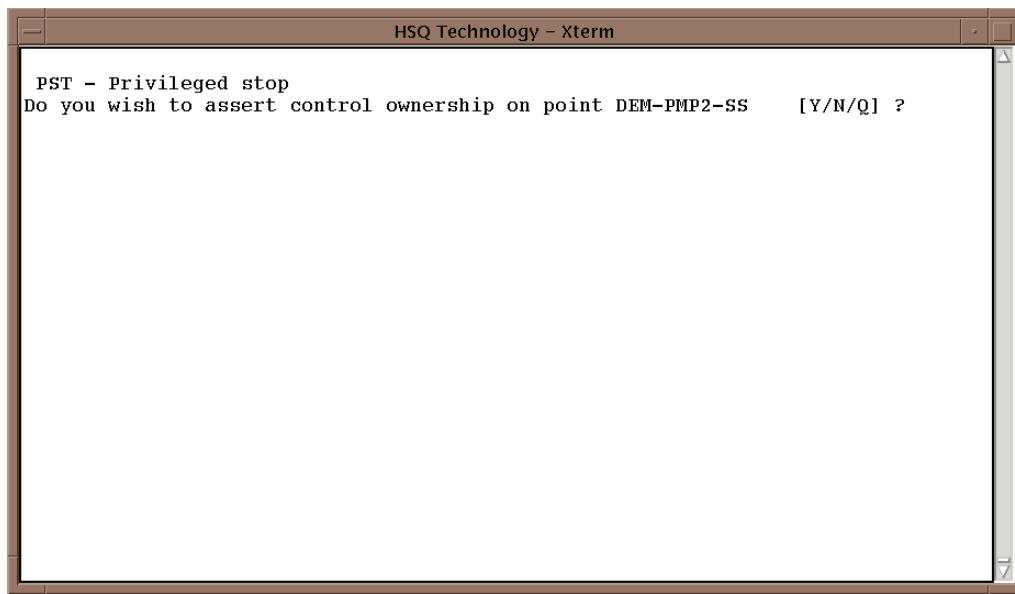 HSQ Technology – Xterm
PST – Privileged stop
Do you wish to assert control ownership on point DEM-PMP2-SS [Y/N/Q] ?